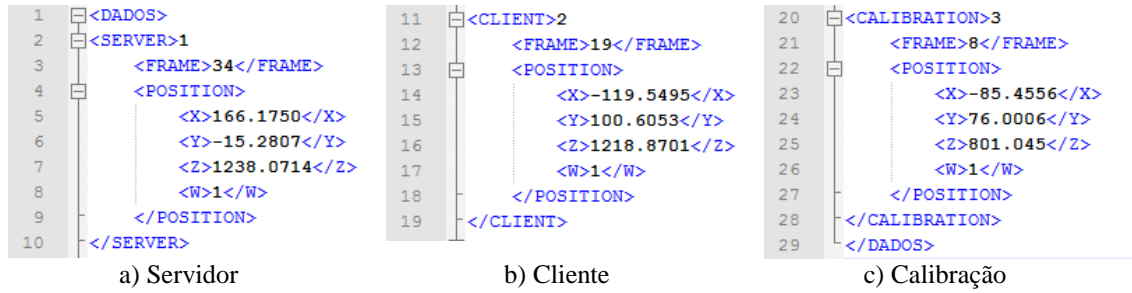 1 <DADOS>
2 <SERVER>1
3 <FRAME>34</FRAME>
4 <POSITION>
5 <X>166.1750</X>
6 <Y>-15.2807</Y>
7 <Z>1238.0714</Z>
8 <W>1</W>
9 </POSITION>
10 </SERVER>
a) Servidor
11 <CLIENT>2
12 <FRAME>19</FRAME>
13 <POSITION>
14 <X>-119.5495</X>
15 <Y>100.6053</Y>
16 <Z>1218.8701</Z>
17 <W>1</W>
18 </POSITION>
19 </CLIENT>
b) Cliente
20 <CALIBRATION>3
21 <FRAME>8</FRAME>
22 <POSITION>
23 <X>-85.4556</X>
24 <Y>76.0006</Y>
25 <Z>801.045</Z>
26 <W>1</W>
27 </POSITION>
28 </CALIBRATION>
29 </DADOS>
c) Calibração